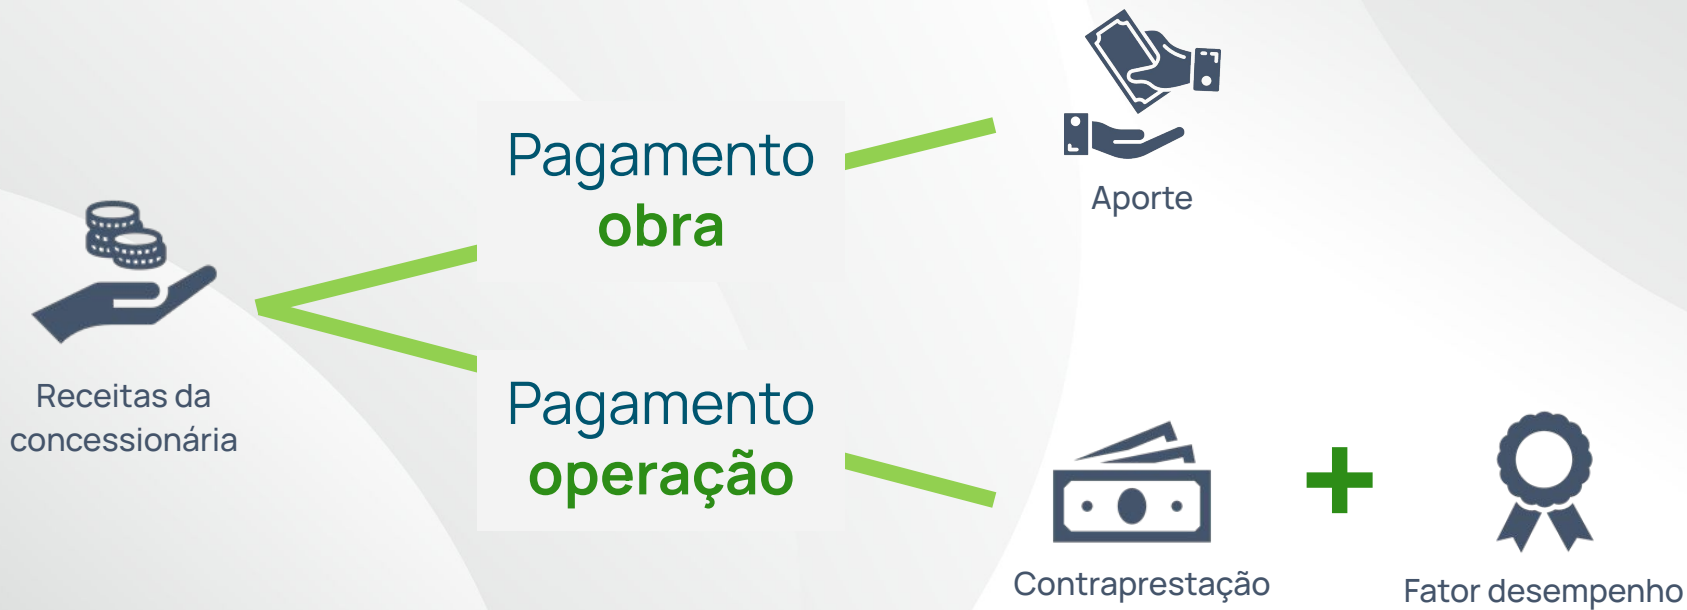 Receitas da
concessionária
Pagamento
obra
Aporte
Pagamento
operação
Contraprestação
+
Fator desempenho